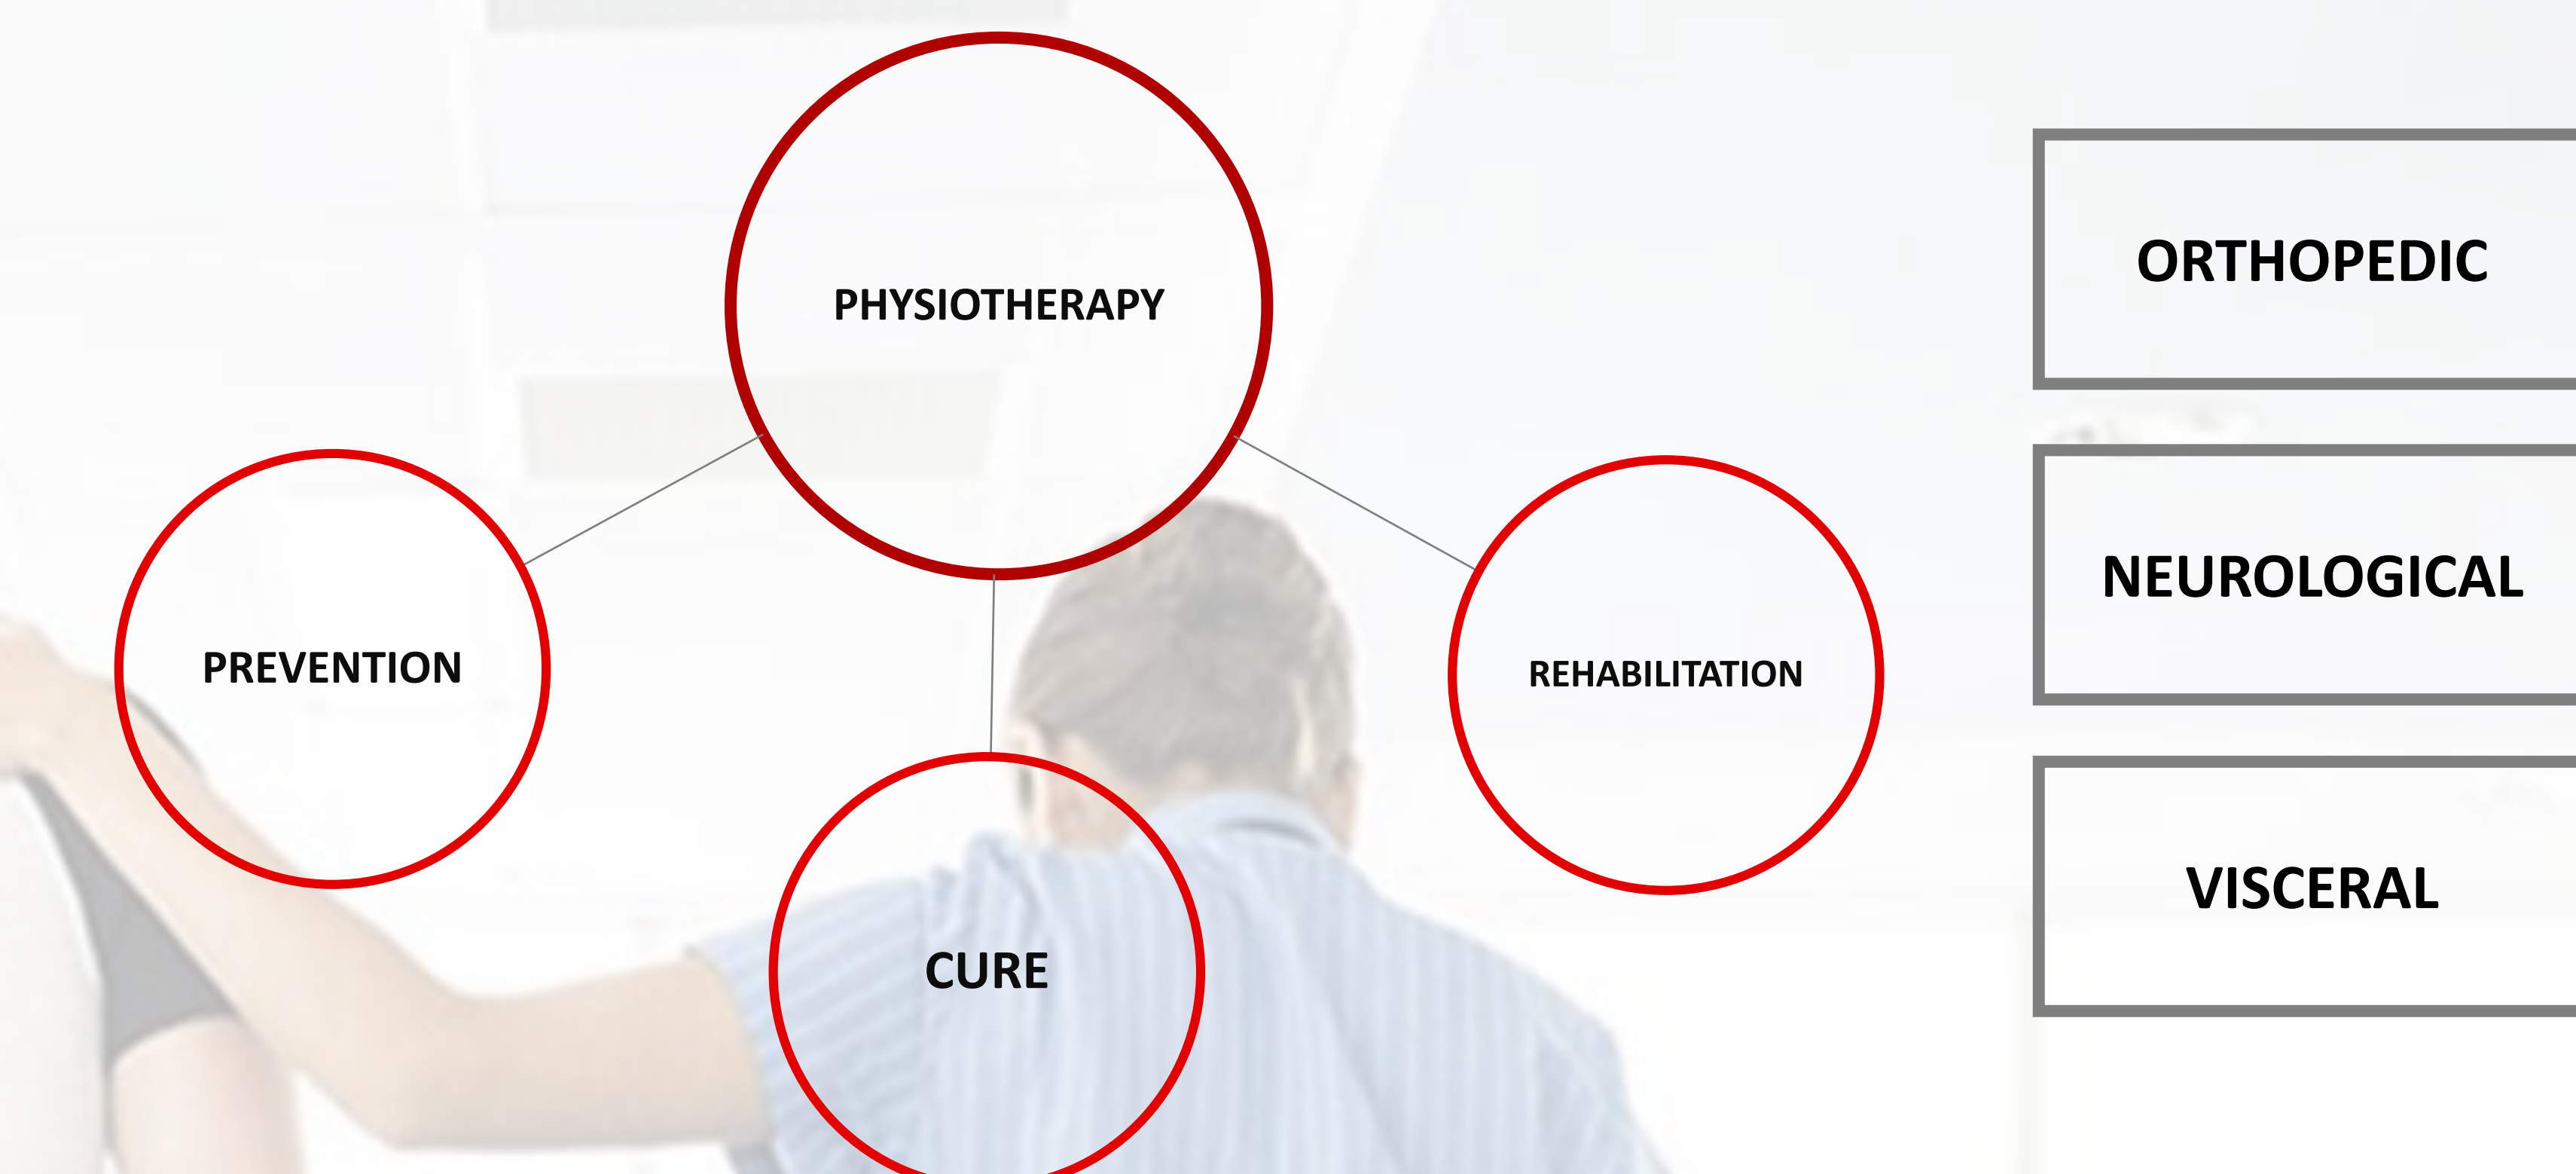 PHYSIOTHERAPY
PREVENTION
CURE
REHABILITATION
ORTHOPEDIC
NEUROLOGICAL
VISCERAL